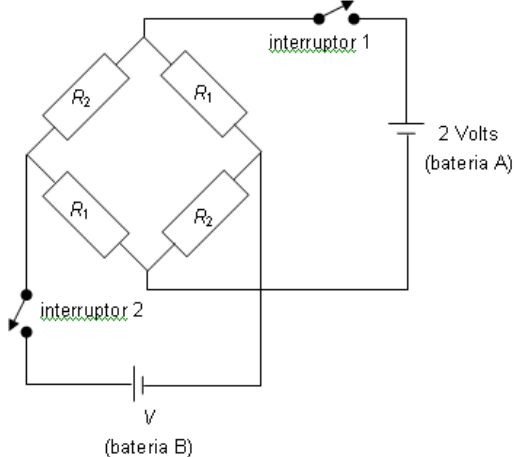 interruptor 1
R2
R1
2 Volts
(bateria A)
R1
R2
interruptor 2
V
(bateria B)